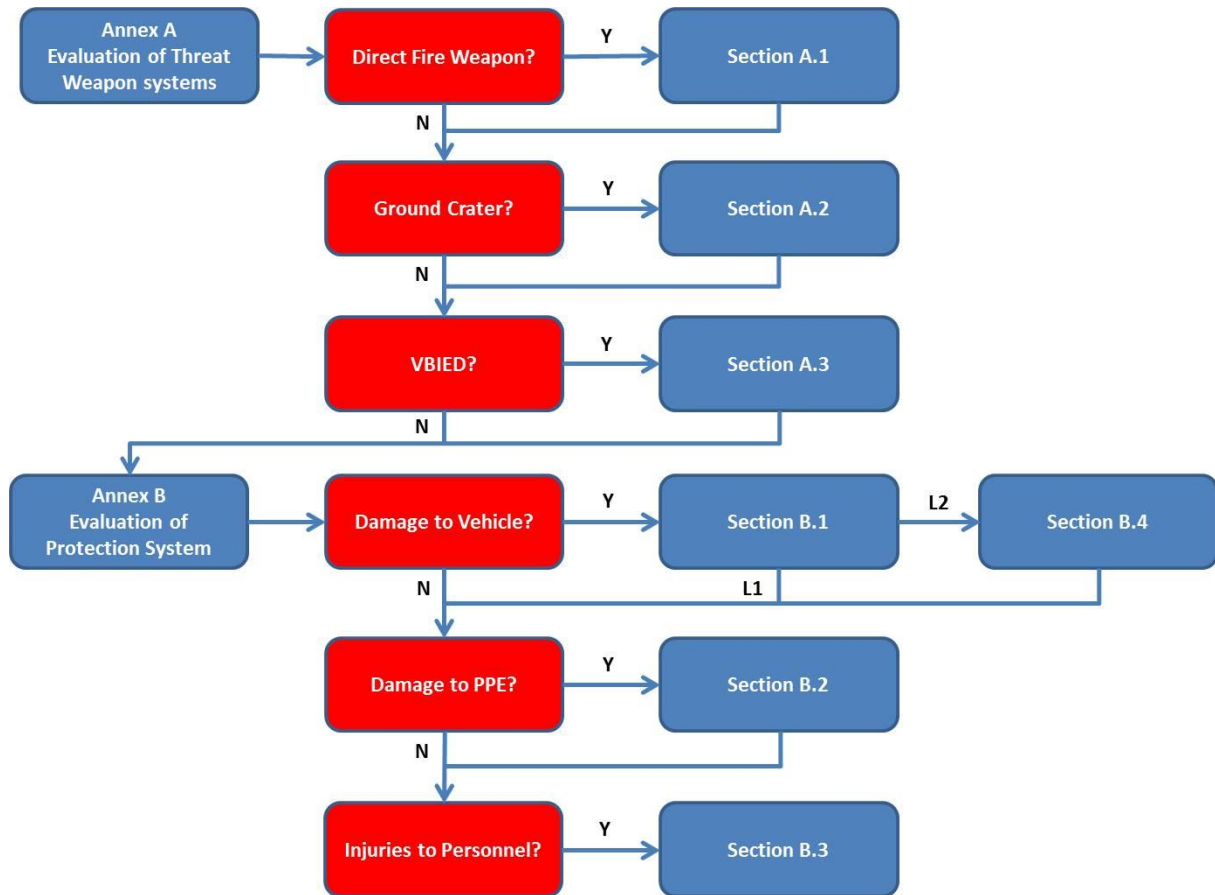 Annex A
Evaluation of Threat
Weapon systems
Direct Fire Weapon?
Y
Section A.1
N
Ground Crater?
Y
Section A.2
N
VBIED?
Y
Section A.3
N
Annex B
Evaluation of
Protection System
Damage to Vehicle?
Y
Section B.1
L2
Section B.4
N
L1
Damage to PPE?
Y
Section B.2
N
Injuries to Personnel?
Y
Section B.3